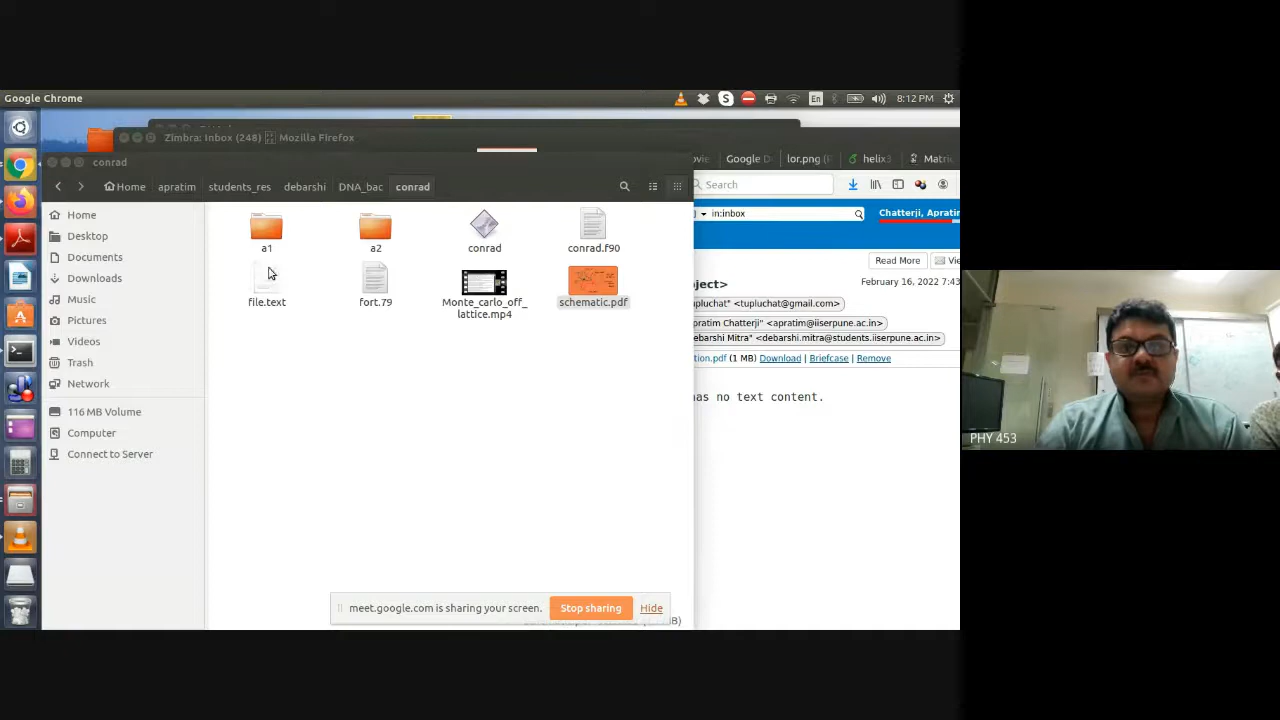 Google Chrome
En
8:12 PM
Zimbra: Inbox (248)
Mozilla Firefox
conrad
Home
apratim
students_res
debarshi
DNA_bac
conrad
Home
Desktop
Documents
Downloads
Music
Pictures
Videos
Trash
Network
116 MB Volume
Computer
Connect to Server
a1
a2
conrad
conrad.f90
file.text
fort.79
Monte_carlo_off_
lattice.mp4
schematic.pdf
Google D
lor.png (
helix3
Matri
Search
in:inbox
Chatterji, Apratim
Read More
February 16, 2022 7:43
ject>
tupluchat" <tupluchat@gmail.com>
pratim Chatterji" <apratim@iiserpune.ac.in>
ebarshi Mitra" <debarshi.mitra@students.iiserpune.ac.in>
tion.pdf (1 MB) Download | Briefcase | Remove
has no text content.
meet.google.com is sharing your screen.
Stop sharing
Hide
PHY 453